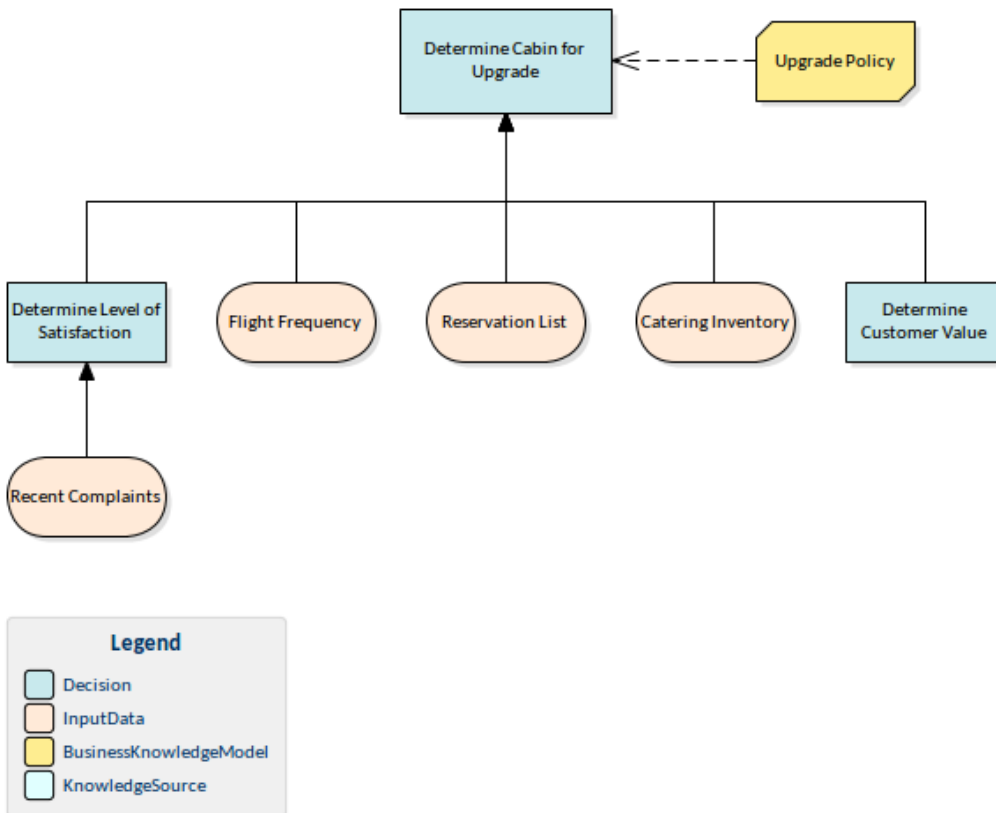 Determine Cabin for
Upgrade
Upgrade Policy
Determine Level of
Satisfaction
Flight Frequency
Reservation List
Catering Inventory
Determine
Customer Value
Recent Complaints
Legend
Decision
InputData
BusinessKnowledgeModel
KnowledgeSource